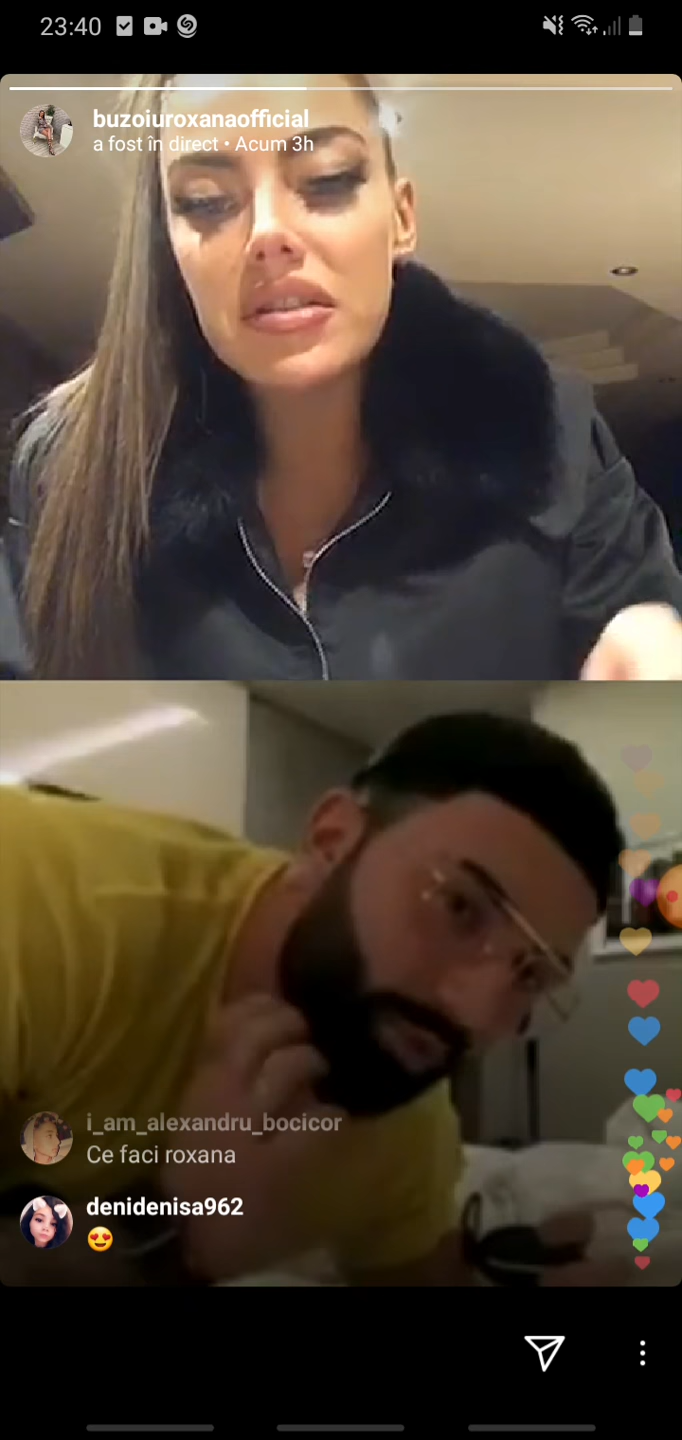 23:40
buzoiuroxanaofficial
a fost în direct • Acum 3h
i_am_alexandru_bocicor
Ce faci roxana
denidenisa962
😍